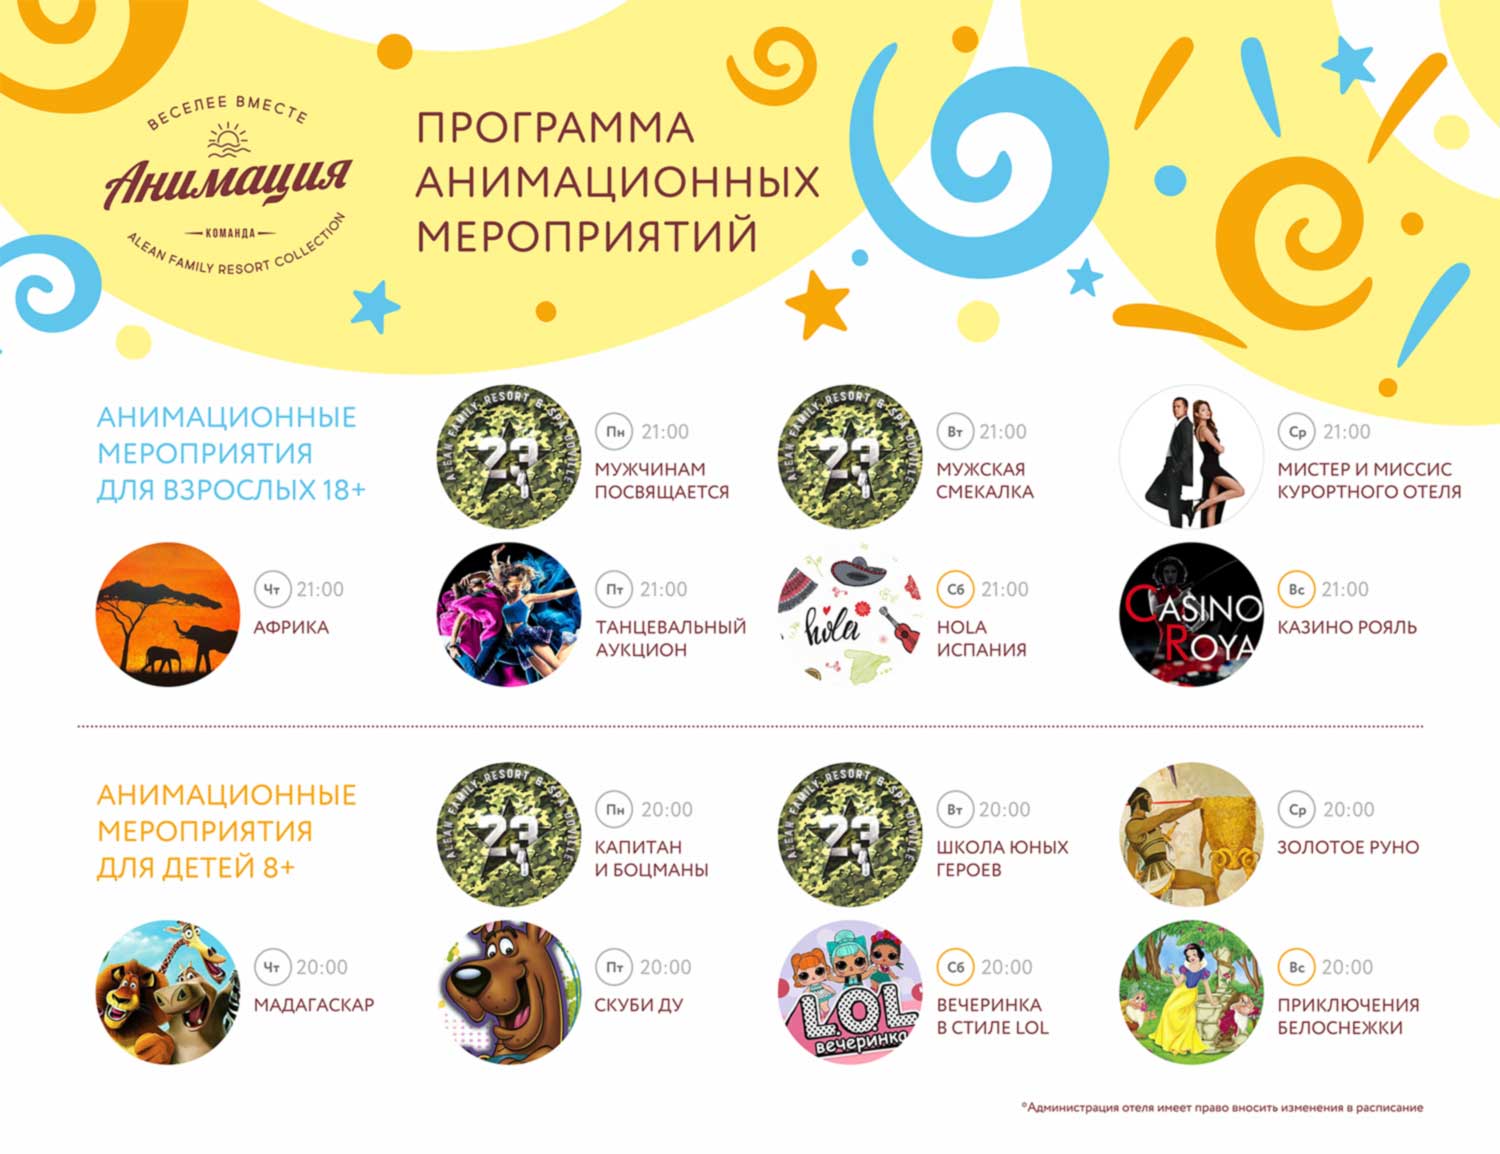 ВЕСЕЛЕЕ ВМЕСТЕ
Анимация
КОМАНДА
ALEAN FAMILY RESORT COLLECTION
ПРОГРАММА
АНИМАЦИОННЫХ
МЕРОПРИЯТИЙ
АНИМАЦИОННЫЕ
МЕРОПРИЯТИЯ
ДЛЯ ВЗРОСЛЫХ 18+
ALEAN FAMILY RESORT & SPA DOVILLE
23
Пн 21:00
МУЖЧИНАМ
ПОСВЯЩАЕТСЯ
ALEAN FAMILY RESORT & SPA DOVILLE
23
Вт 21:00
МУЖСКАЯ
СМЕКАЛКА
Ср 21:00
МИСТЕР И МИССИС
КУРОРТНОГО ОТЕЛЯ
Чт 21:00
АФРИКА
Пт 21:00
ТАНЦЕВАЛЬНЫЙ
АУКЦИОН
hola
Сб 21:00
HOLA
ИСПАНИЯ
CASINO
ROYA
Вс 21:00
КАЗИНО РОЯЛЬ
АНИМАЦИОННЫЕ
МЕРОПРИЯТИЯ
ДЛЯ ДЕТЕЙ 8+
ALEAN FAMILY RESORT & SPA DOVILLE
23
Пн 20:00
КАПИТАН
И БОЦМАНЫ
ALEAN FAMILY RESORT & SPA DOVILLE
23
Вт 20:00
ШКОЛА ЮНЫХ
ГЕРОЕВ
Ср 20:00
ЗОЛОТОЕ РУНО
Чт 20:00
МАДАГАСКАР
Пт 20:00
СКУБИ ДУ
L.O.L
вечеринка
Сб 20:00
ВЕЧЕРИНКА
В СТИЛЕ LOL
Вс 20:00
ПРИКЛЮЧЕНИЯ
БЕЛОСНЕЖКИ
*Администрация отеля имеет право вносить изменения в расписание